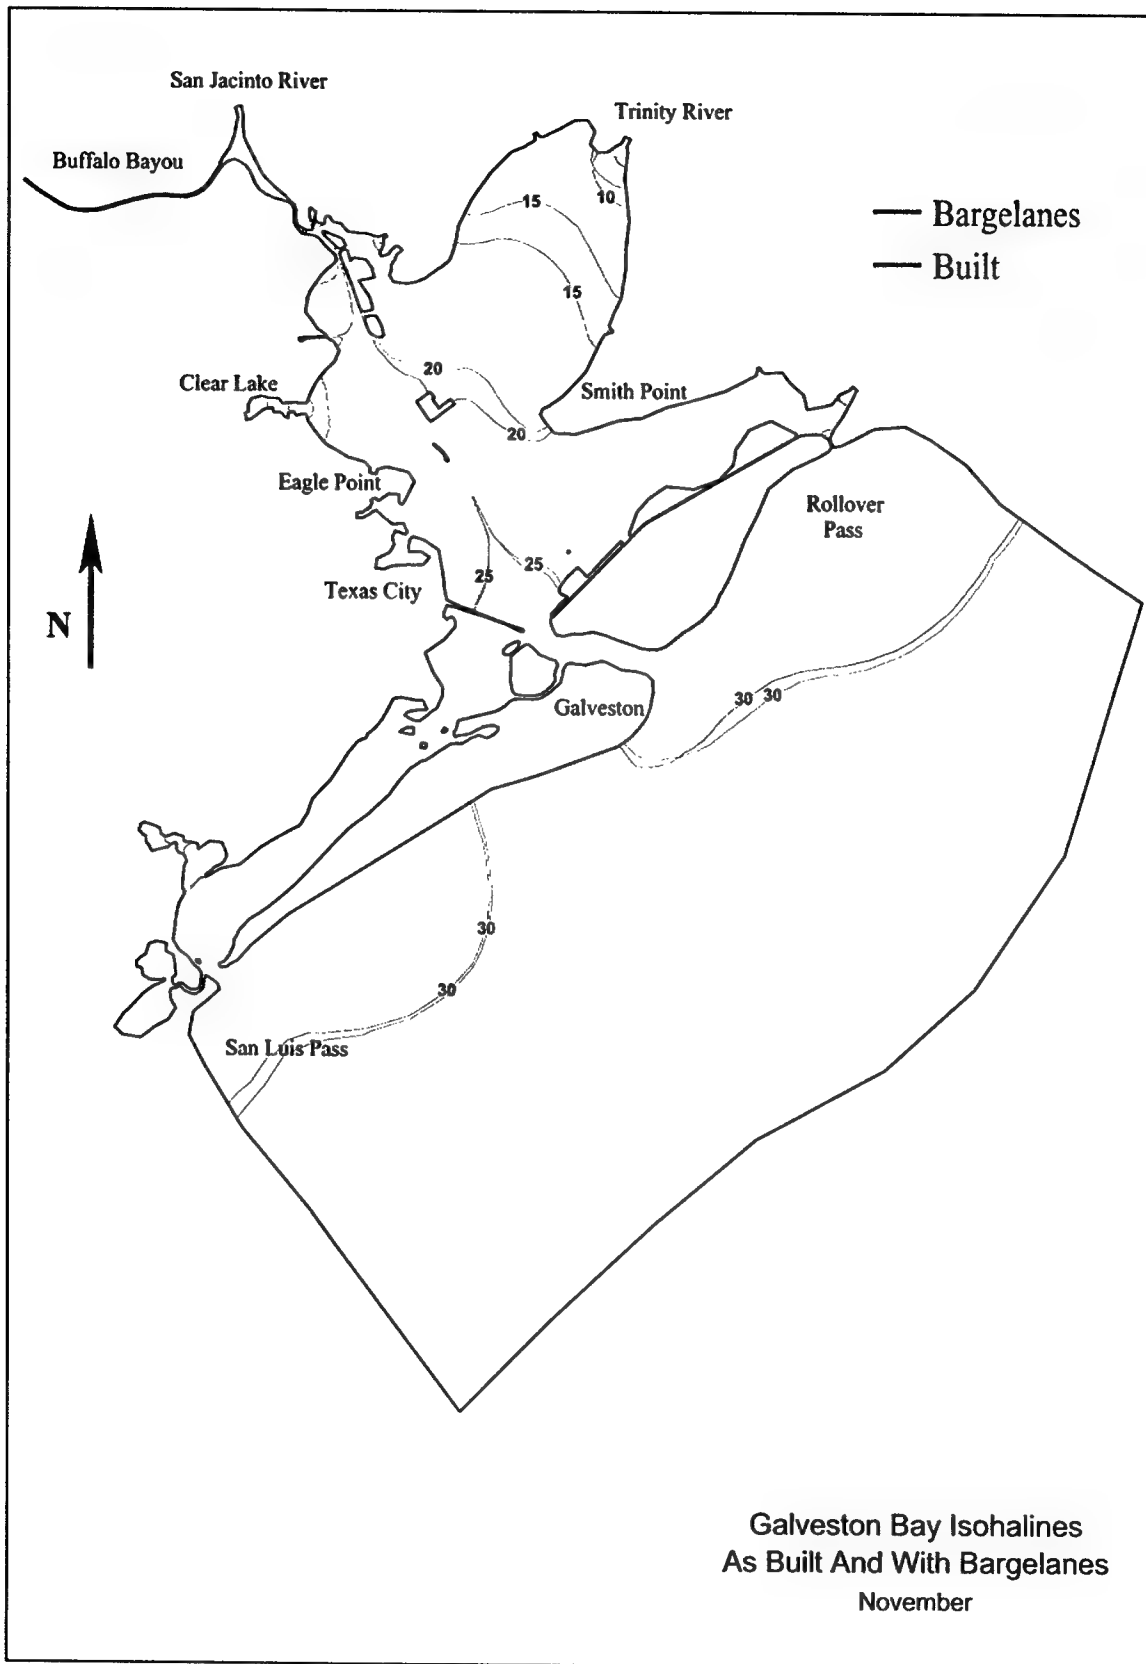 San Jacinto River
Trinity River
Buffalo Bayou
10
15
Bargelanes
Built
15
20
Clear Lake
Smith Point
20
Eagle Point
Rollover
Pass
25
25
Texas City
N
30 30
Galveston
30
30
San Luis Pass
Galveston Bay Isohalines
As Built And With Bargelanes
November